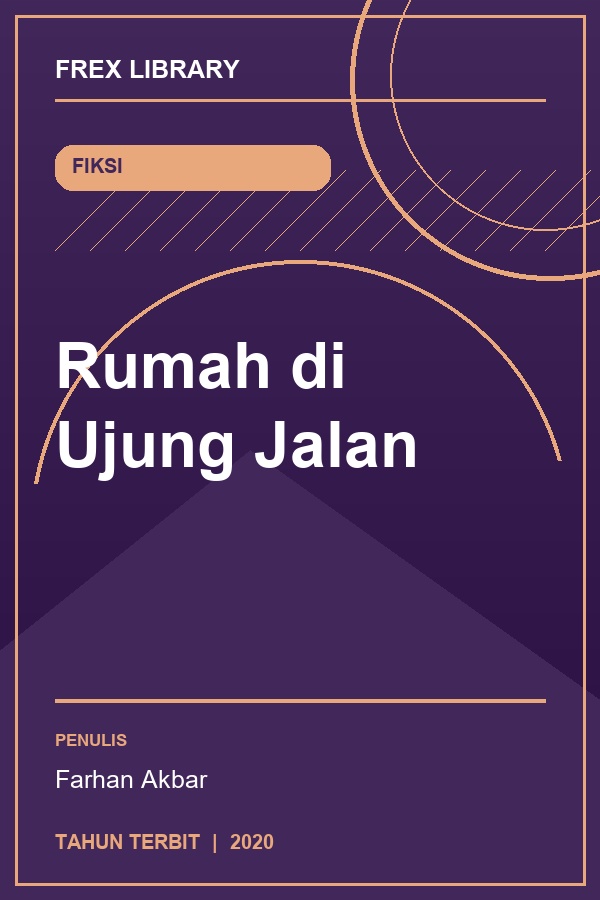 FREX LIBRARY
FIKSI
Rumah di
Ujung Jalan
PENULIS
Farhan Akbar
TAHUN TERBIT | 2020